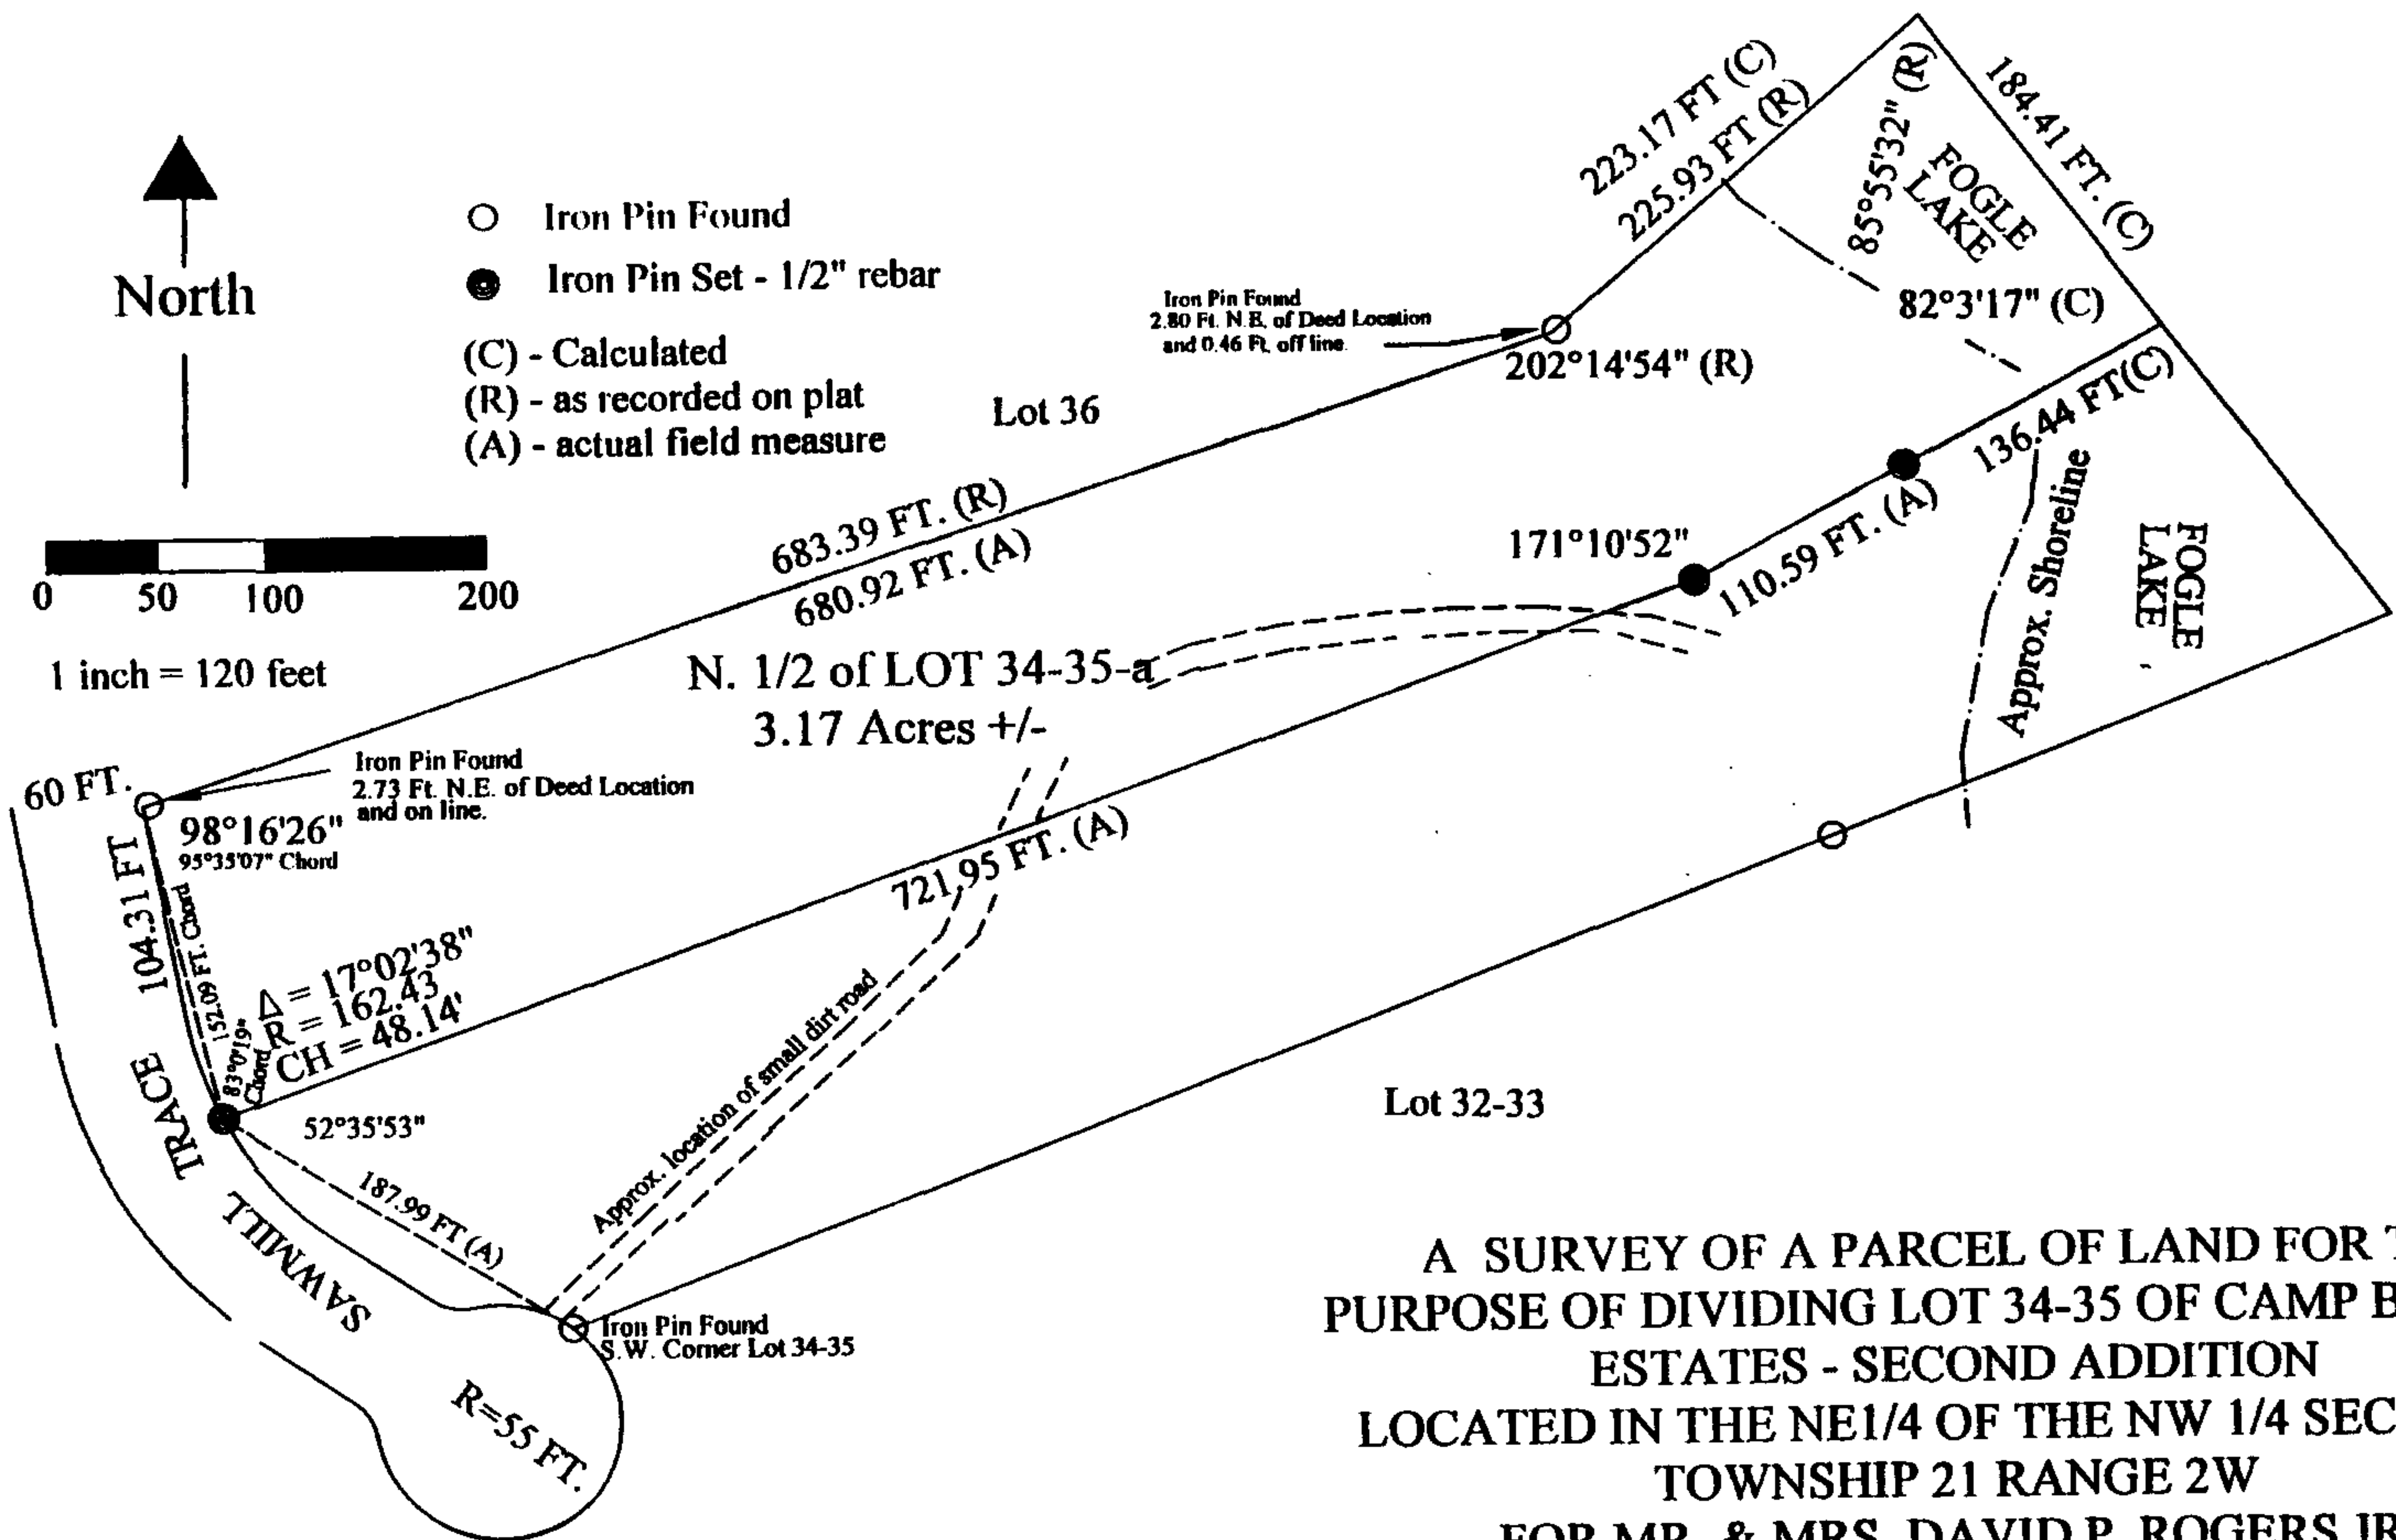 North
○ Iron Pin Found
● Iron Pin Set - 1/2" rebar
(C) - Calculated
(R) - as recorded on plat
(A) - actual field measure
0 50 100 200
1 inch = 120 feet
223.17 FT (C)
225.93 FT (R)
184.41 FT. (C)
85°55'32" (R)
FOGLE
LAKE
82°3'17" (C)
Iron Pin Found
2.80 Ft. N.E. of Deed Location
and 0.46 Ft. off line.
202°14'54" (R)
Lot 36
683.39 FT. (R)
680.92 FT. (A)
136.44 FT(C)
110.59 FT. (A)
171°10'52"
Approx. Shoreline
FOGLE
LAKE
N. 1/2 of LOT 34-35-a
3.17 Acres +/-
60 FT.
Iron Pin Found
2.73 Ft. N.E. of Deed Location
and on line.
98°16'26"
95°35'07" Chord
104.31 FT
152.09 FT. Chord
83°0'19"
Chord
Δ = 17°02'38"
R = 162.43
CH = 48.14'
721.95 FT. (A)
52°35'53"
187.99 FT (A)
Approx. location of small dirt road
SAWMILL TRACE
Iron Pin Found
S.W. Corner Lot 34-35
R=55 FT.
Lot 32-33
A SURVEY OF A PARCEL OF LAND FOR
PURPOSE OF DIVIDING LOT 34-35 OF CAMP B
ESTATES - SECOND ADDITION
LOCATED IN THE NE1/4 OF THE NW 1/4 SEC
TOWNSHIP 21 RANGE 2W
FOR MR. & MRS. DAVID P. ROGERS JR